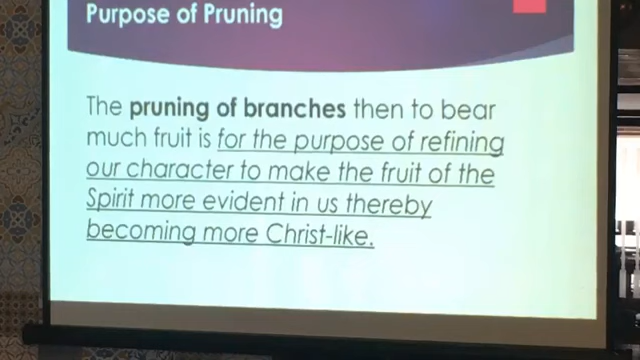 Purpose of Pruning
The pruning of branches then to bear
much fruit is for the purpose of refining
our character to make the fruit of the
Spirit more evident in us thereby
becoming more Christ-like.